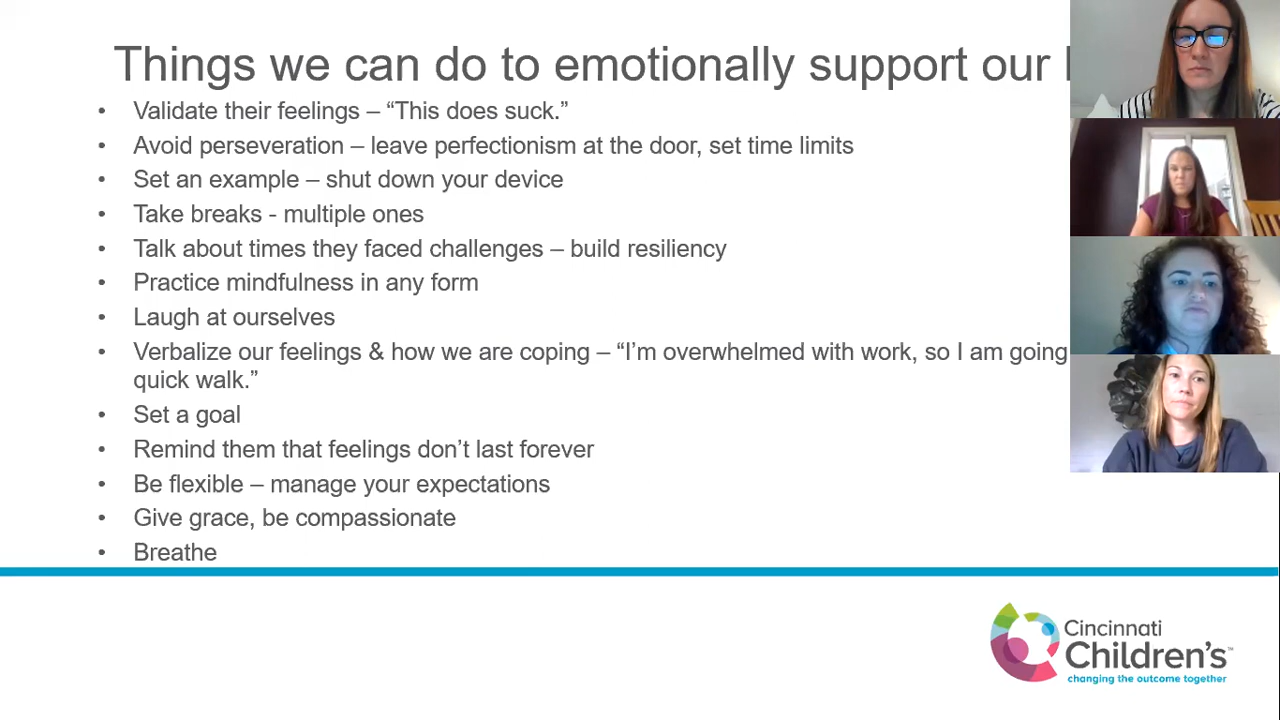 Things we can do to emotionally support our
• Validate their feelings – “This does suck.”
• Avoid perseveration – leave perfectionism at the door, set time limits
• Set an example – shut down your device
• Take breaks - multiple ones
• Talk about times they faced challenges – build resiliency
• Practice mindfulness in any form
• Laugh at ourselves
• Verbalize our feelings & how we are coping – “I’m overwhelmed with work, so I am going
quick walk.”
• Set a goal
• Remind them that feelings don’t last forever
• Be flexible – manage your expectations
• Give grace, be compassionate
• Breathe
Cincinnati
Children’s™
changing the outcome together